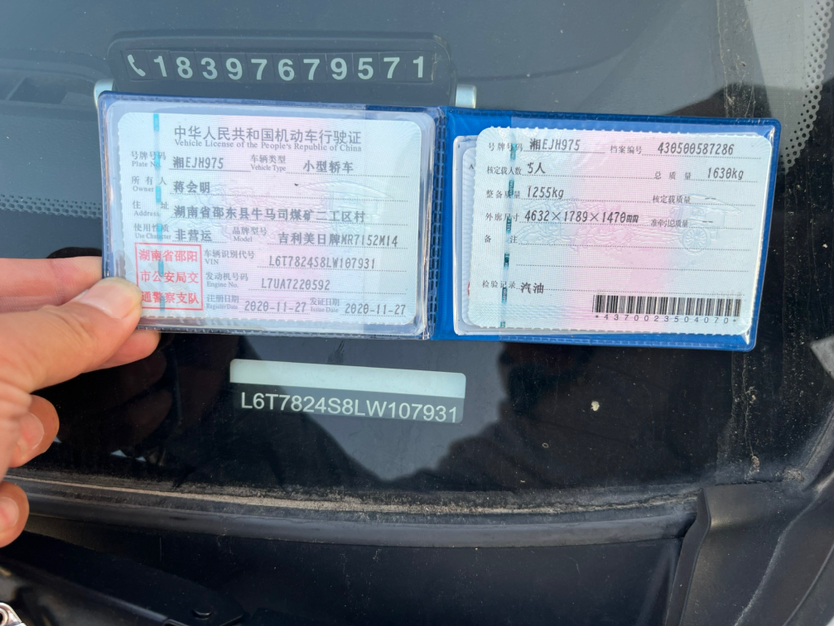 18397679571
中华人民共和国机动车行驶证
Vehicle License of the People's Republic of China
号牌号码 湘EJH975 车辆类型 小型轿车
Plate No. Vehicle Type
所有人 蒋会明
Owner
住址 湖南省邵东县牛马司煤矿二工区村
Address
使用性质 非营运 品牌型号 吉利美日牌MR7152M14
Use Character Model
湖南省邵阳市公安局交通警察支队
车辆识别代号 L6T7824S8LW107931
VIN
发动机号码 L7UA7220592
Engine No.
注册日期 2020-11-27 发证日期 2020-11-27
Register Date Issue Date
号牌号码 湘EJH975 档案编号 430500587286
核定载人数 5人 总质量 1630kg
整备质量 1255kg 核定载质量
外廓尺寸 4632×1789×1470mm 准牵引总质量
备注
检验记录 汽油
*4370023504070*
L6T7824S8LW107931